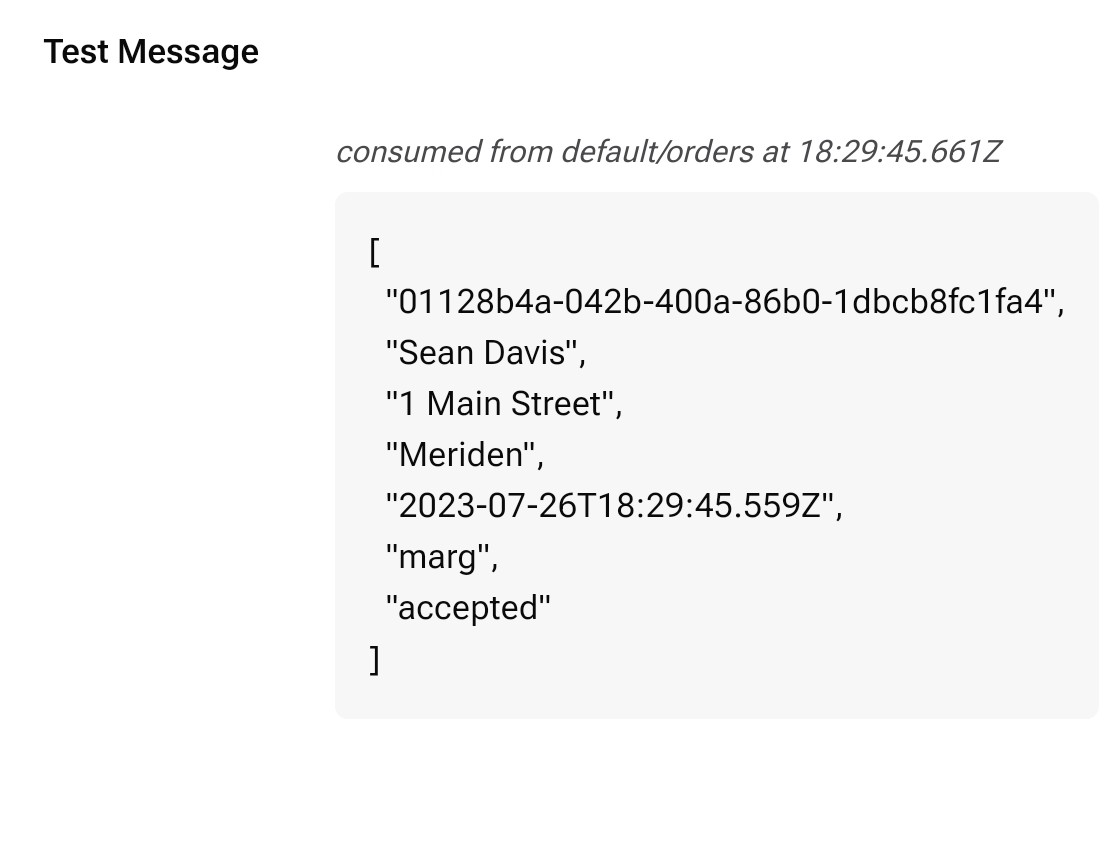 Test Message
consumed from default/orders at 18:29:45.661Z
[
"01128b4a-042b-400a-86b0-1dbcb8fc1fa4",
"Sean Davis",
"1 Main Street",
"Meriden",
"2023-07-26T18:29:45.559Z",
"marg",
"accepted"
]